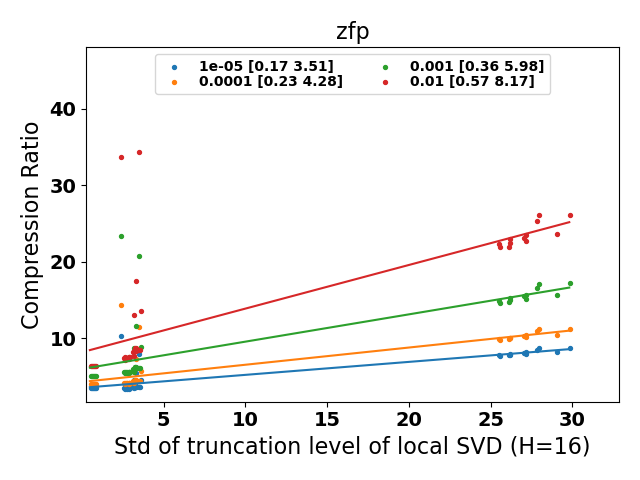 zfp
1e-05 [0.17 3.51]
0.0001 [0.23 4.28]
0.001 [0.36 5.98]
0.01 [0.57 8.17]
Compression Ratio
40
30
20
10
5 10 15 20 25 30
Std of truncation level of local SVD (H=16)